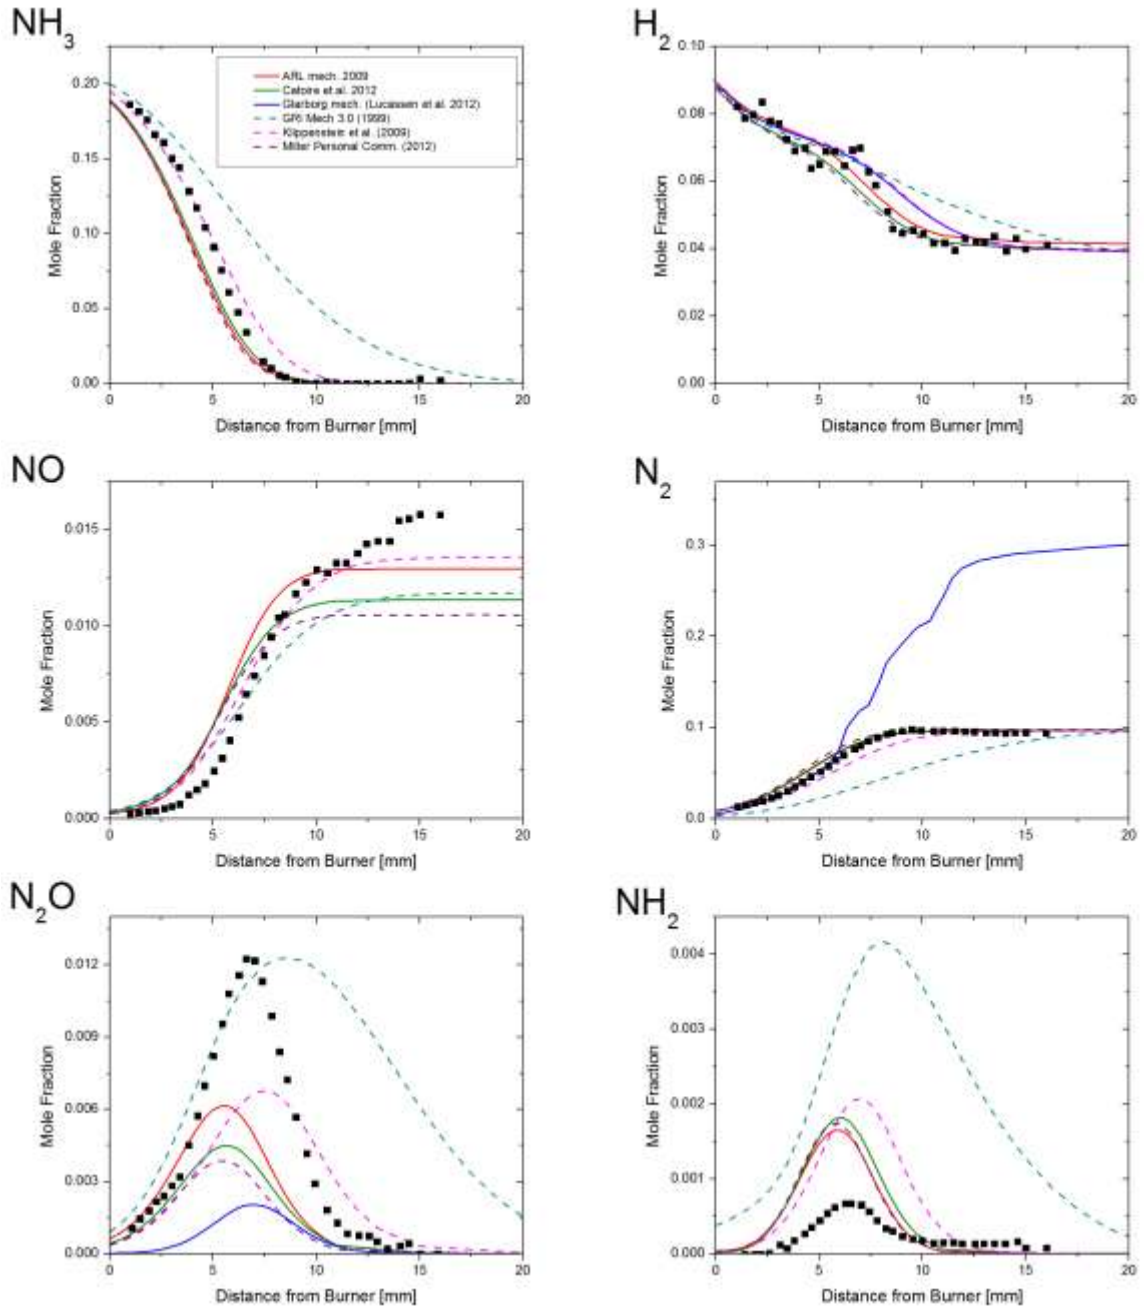 NH3
0.20
0.15
0.10
0.05
0.00
Mole Fraction
ARL mech. 2009
Catoire et al. 2012
Glarborg mech. (Lucassen et al. 2012)
GRI Mech 3.0 (1999)
Klippenstein et al. (2009)
Miller Personal Comm. (2012)
0 5 10 15 20
Distance from Burner [mm]
H2
0.10
0.08
0.06
0.04
0.02
0.00
Mole Fraction
0 5 10 15 20
Distance from Burner [mm]
NO
0.015
0.010
0.005
0.000
Mole Fraction
0 5 10 15 20
Distance from Burner [mm]
N2
0.3
0.2
0.1
0.0
Mole Fraction
0 5 10 15 20
Distance from Burner [mm]
N2O
0.012
0.009
0.006
0.003
0.000
Mole Fraction
0 5 10 15 20
Distance from Burner [mm]
NH2
0.004
0.003
0.002
0.001
0.000
Mole Fraction
0 5 10 15 20
Distance from Burner [mm]